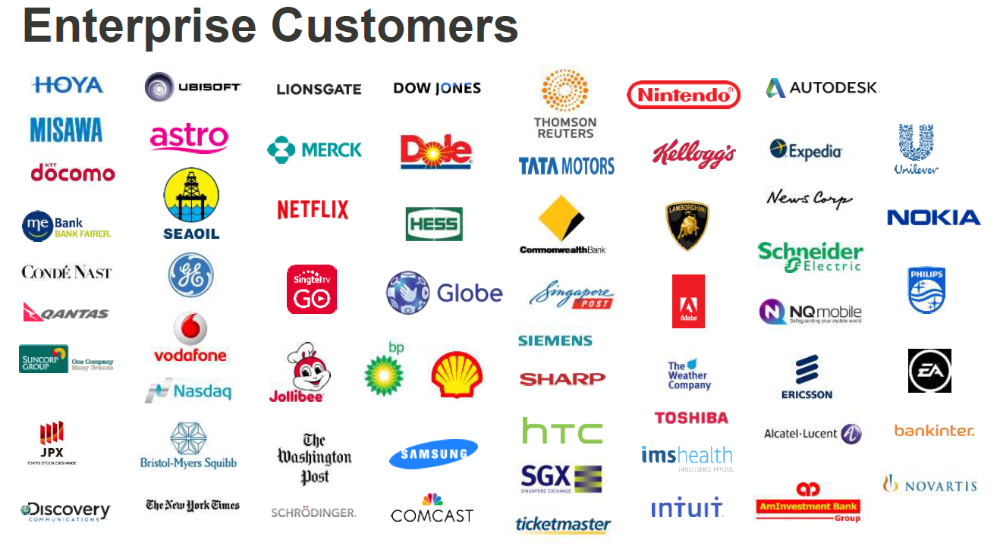 Enterprise Customers
HOYA
MISAWA
NTT
döcomo
me Bank
BANK FAIRER.
CONDÉ NAST
QANTAS
SUNCORP
GROUP
One Company
Many Brands
JPX
TOKYO STOCK EXCHANGE
Discovery
COMMUNICATIONS
UBISOFT
astro
SEAOIL
GE
vodafone
Nasdaq
Bristol-Myers Squibb
The New York Times
LIONSGATE
MERCK
NETFLIX
SingtelTV
GO
Jollibee
The
Washington
Post
SCHRÖDINGER.
DOW JONES
Dole
HESS
Globe
bp
SAMSUNG
COMCAST
THOMSON
REUTERS
TATA MOTORS
CommonwealthBank
Singapore
POST
SIEMENS
SHARP
hTC
SGX
SINGAPORE EXCHANGE
ticketmaster
Nintendo®
Kellogg's
LAMBORGHINI
Adobe
The
Weather
Company
TOSHIBA
imshealth
INTELLIGENCE APPLIED.
intuit.
AUTODESK.
Expedia
News Corp
Schneider
Electric
NQmobile
Safeguarding your mobile world
ERICSSON
Alcatel·Lucent
AmInvestment Bank
Group
Unilever
NOKIA
PHILIPS
EA
bankinter.
NOVARTIS